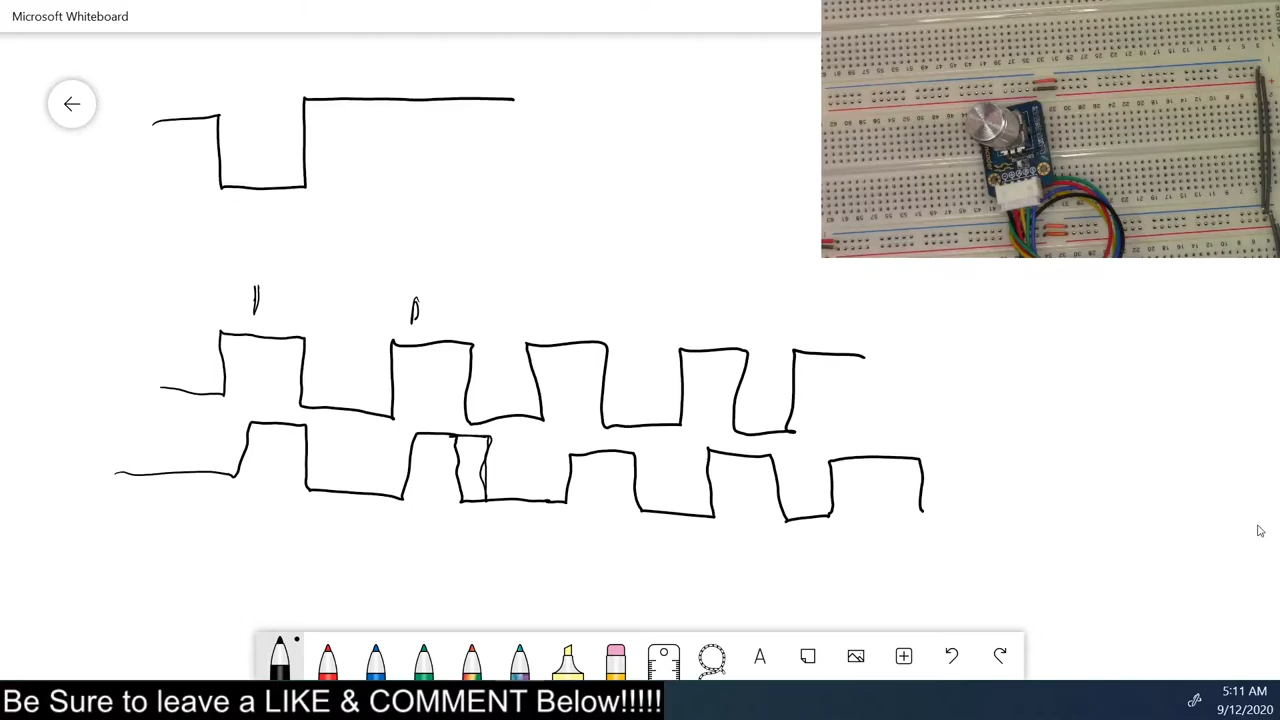 Microsoft Whiteboard
A
Be Sure to leave a LIKE & COMMENT Below!!!!!
5:11 AM
9/12/2020